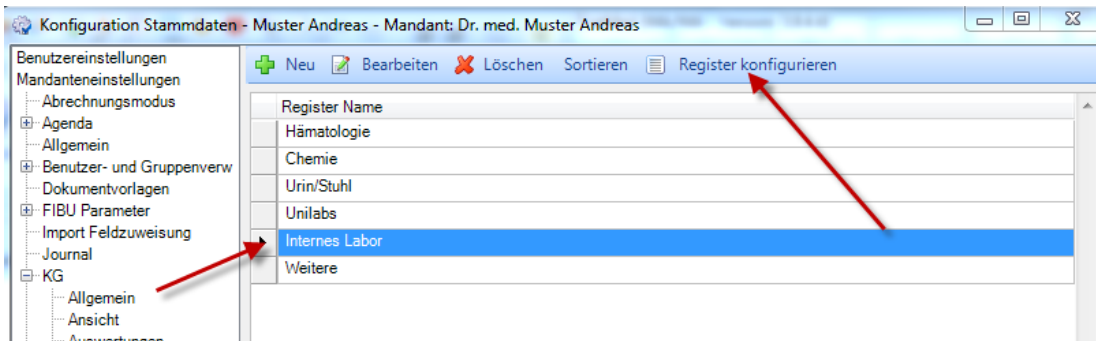 Konfiguration Stammdaten - Muster Andreas - Mandant: Dr. med. Muster Andreas
Benutzereinstellungen
Mandanteneinstellungen
Abrechnungsmodus
Agenda
Allgemein
Benutzer- und Gruppenverw
Dokumentvorlagen
FIBU Parameter
Import Feldzuweisung
Journal
KG
Allgemein
Ansicht
Auswertungen
Neu Bearbeiten Löschen Sortieren Register konfigurieren
Register Name
Hämatologie
Chemie
Urin/Stuhl
Unilabs
Internes Labor
Weitere